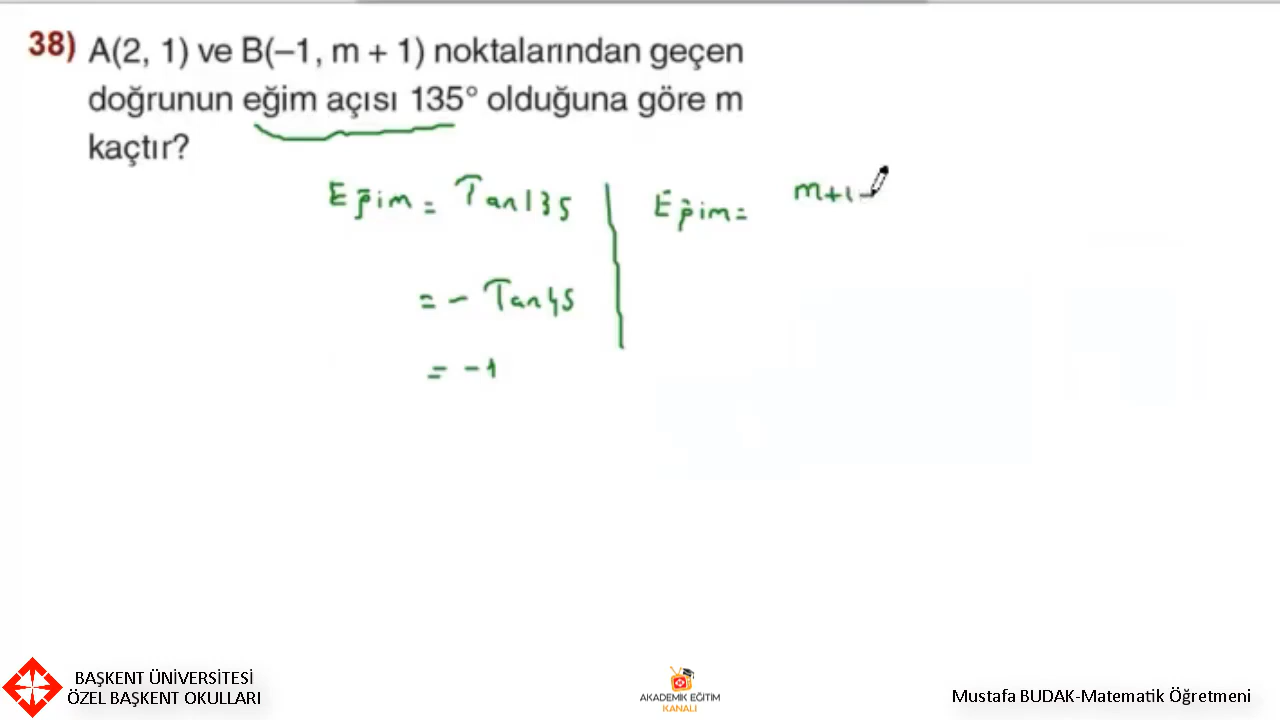 38) A(2, 1) ve B(–1, m + 1) noktalarından geçen
doğrunun eğim açısı 135° olduğuna göre m
kaçtır?
Eğim = Tan135
Eğim = m+1-
= - Tan45
= -1
BAŞKENT ÜNİVERSİTESİ
ÖZEL BAŞKENT OKULLARI
AKADEMİK EĞİTİM
KANALI
Mustafa BUDAK-Matematik Öğretmeni